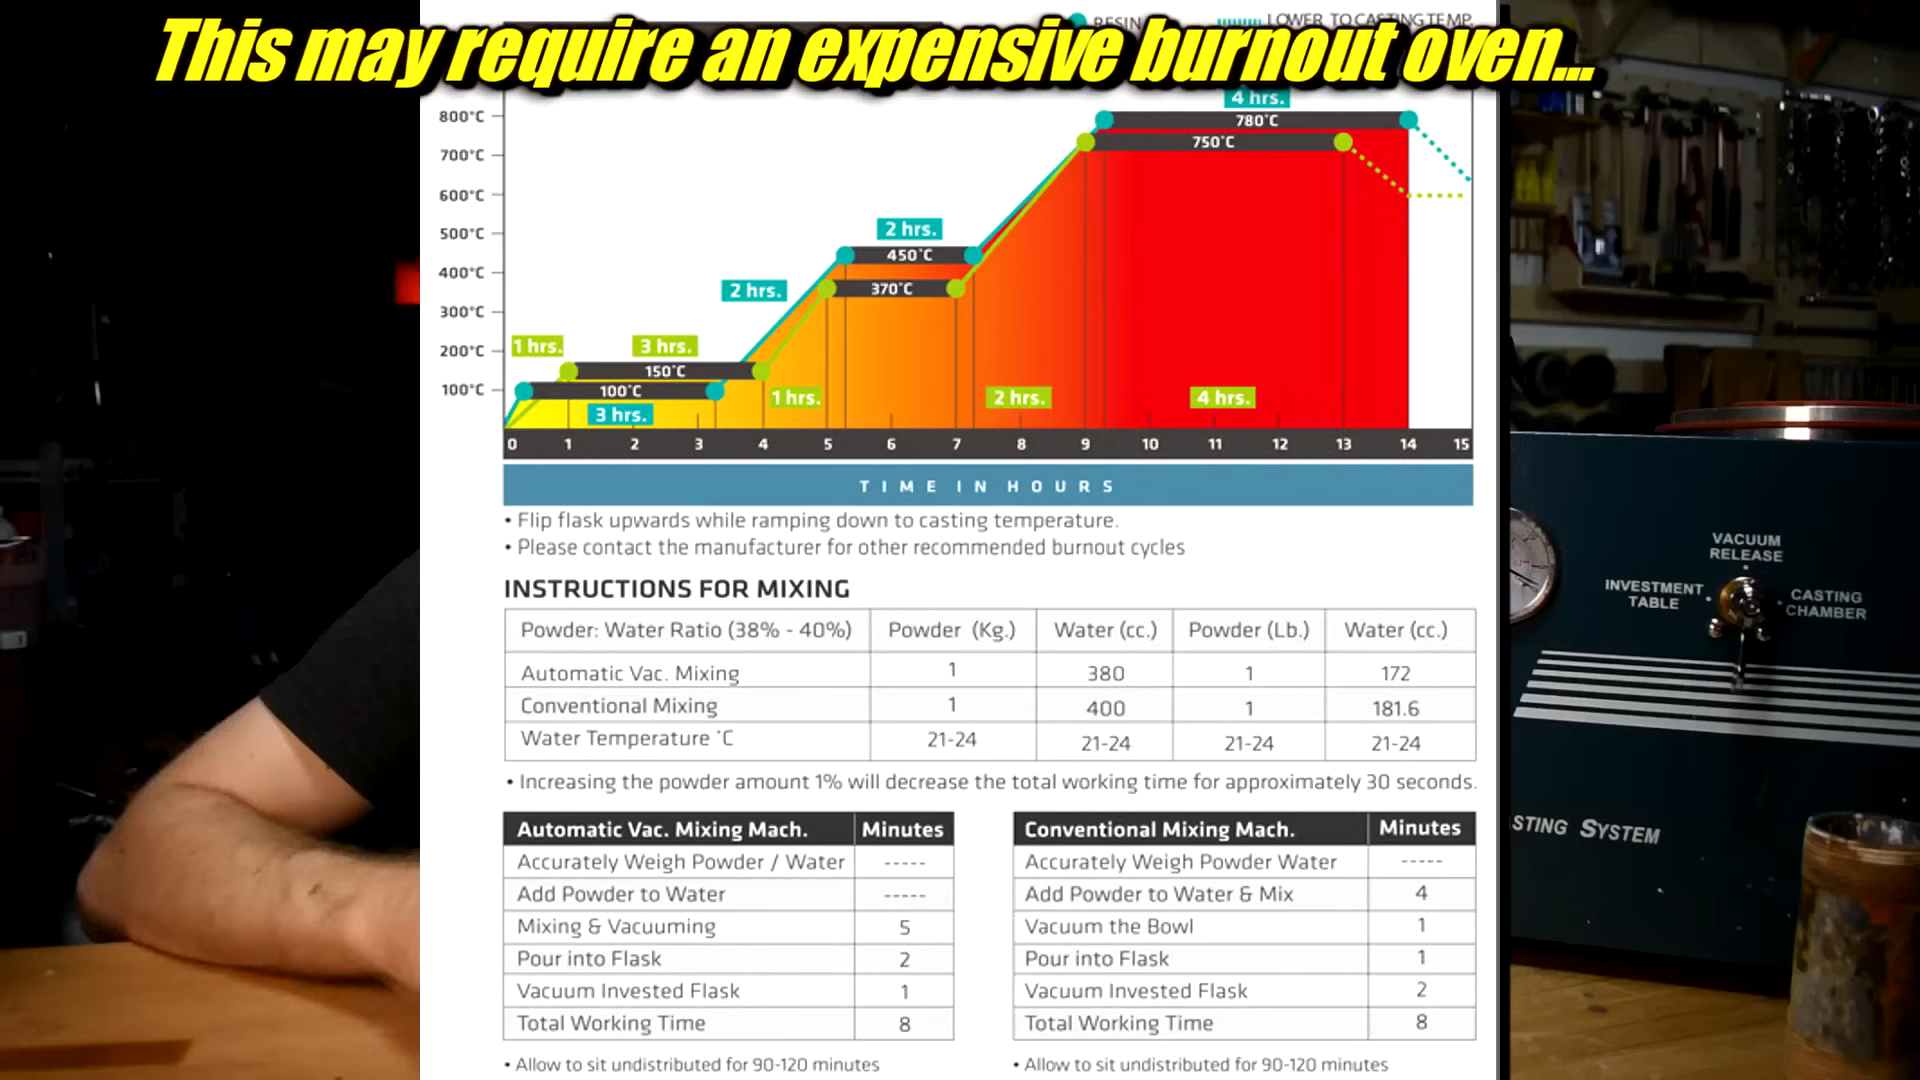 RESIN
LOWER TO CASTING TEMP.
This may require an expensive burnout oven...
4 hrs.
800°C
780°C
750°C
700°C
600°C
500°C
2 hrs.
450°C
400°C
370°C
2 hrs.
300°C
1 hrs.
3 hrs.
200°C
150°C
100°C
100°C
3 hrs.
1 hrs.
2 hrs.
4 hrs.
0 1 2 3 4 5 6 7 8 9 10 11 12 13 14 15
TIME IN HOURS
• Flip flask upwards while ramping down to casting temperature.
• Please contact the manufacturer for other recommended burnout cycles
INSTRUCTIONS FOR MIXING
Powder: Water Ratio (38% - 40%) Powder (Kg.) Water (cc.) Powder (Lb.) Water (cc.)
Automatic Vac. Mixing 1 380 1 172
Conventional Mixing 1 400 1 181.6
Water Temperature °C 21-24 21-24 21-24 21-24
• Increasing the powder amount 1% will decrease the total working time for approximately 30 seconds.
Automatic Vac. Mixing Mach. Minutes
Accurately Weigh Powder / Water -----
Add Powder to Water -----
Mixing & Vacuuming 5
Pour into Flask 2
Vacuum Invested Flask 1
Total Working Time 8
• Allow to sit undistributed for 90-120 minutes
Conventional Mixing Mach. Minutes
Accurately Weigh Powder Water -----
Add Powder to Water & Mix 4
Vacuum the Bowl 1
Pour into Flask 1
Vacuum Invested Flask 2
Total Working Time 8
• Allow to sit undistributed for 90-120 minutes
VACUUM
RELEASE
INVESTMENT
TABLE
CASTING
CHAMBER
STING SYSTEM